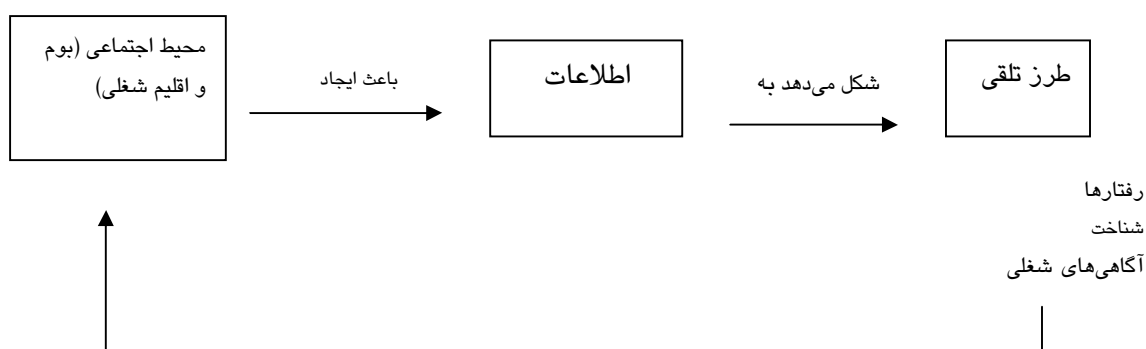 محیط اجتماعی (بوم
و اقلیم شغلی)
باعث ایجاد
اطلاعات
شکل می‌دهد به
طرز تلقی
رفتارها
شناخت
آگاهی‌های شغلی